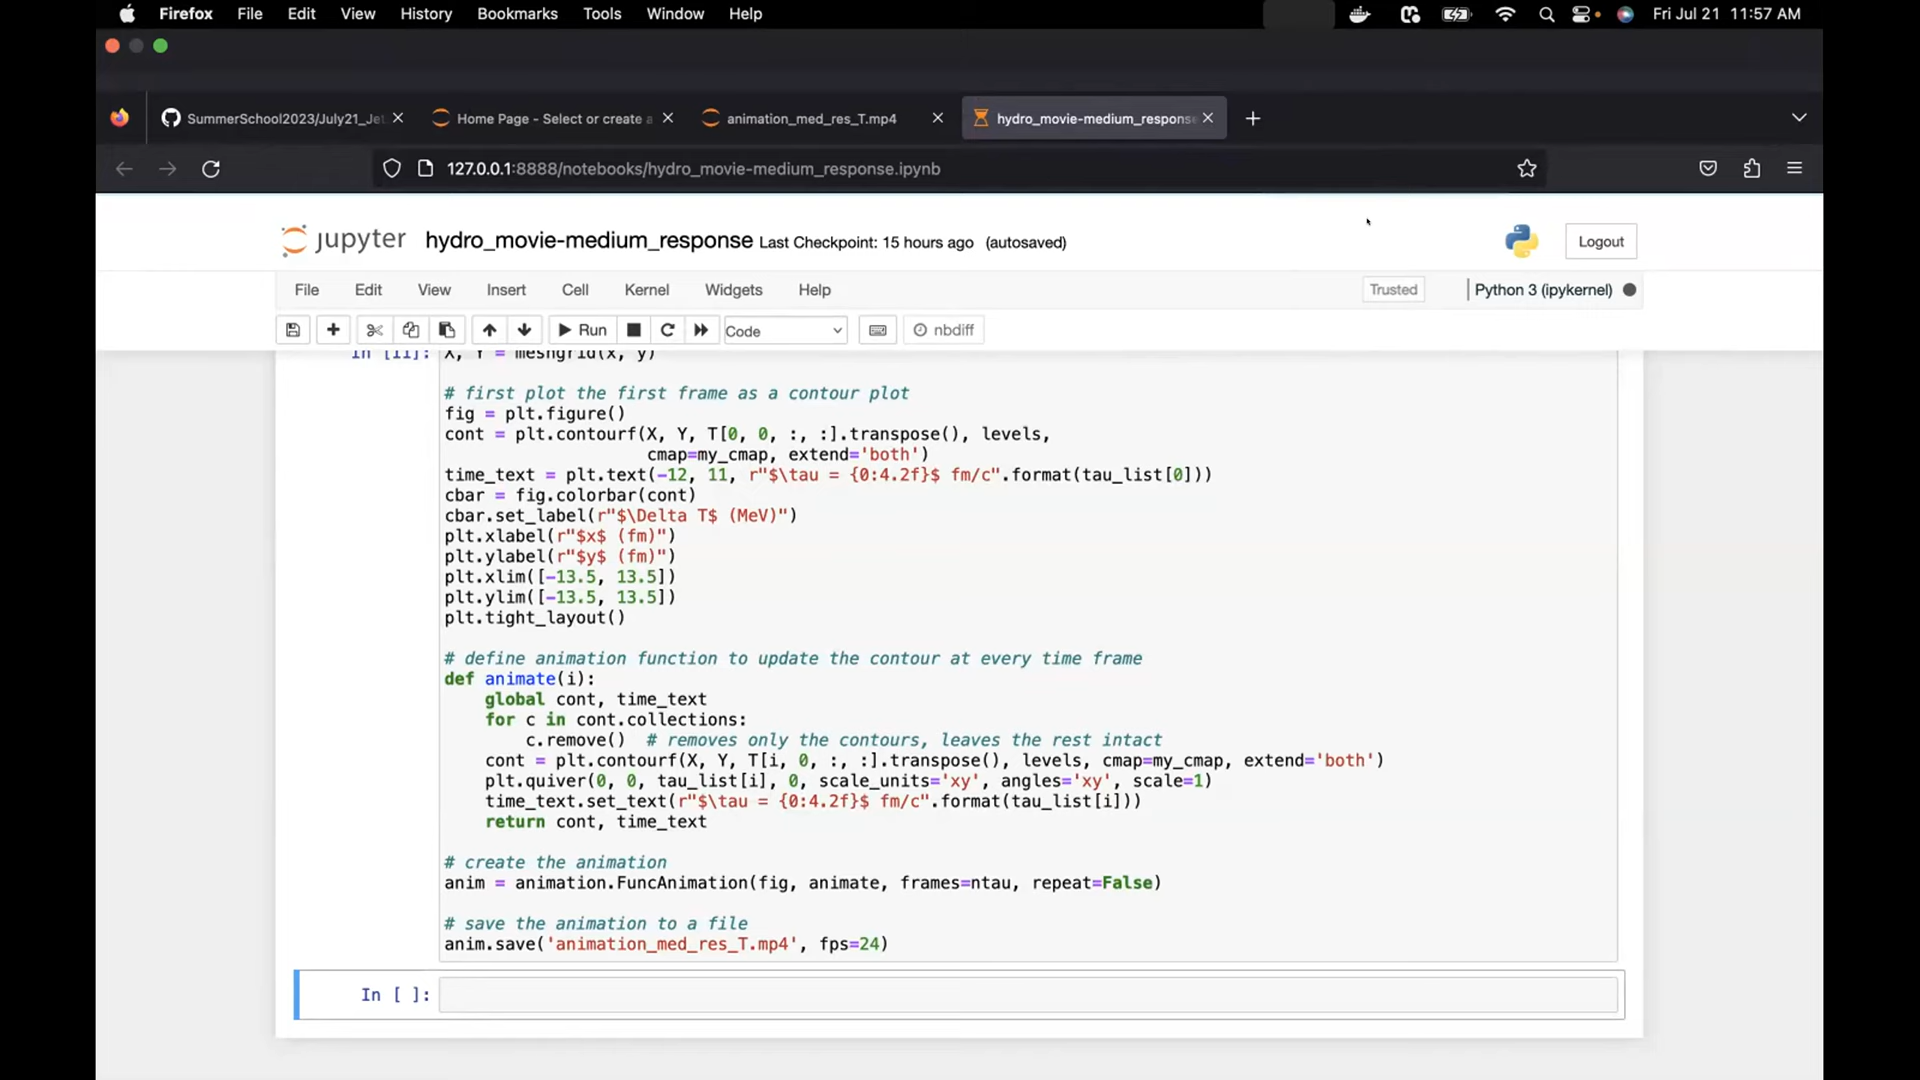 Firefox File Edit View History Bookmarks Tools Window Help Fri Jul 21 11:57 AM
SummerSchool2023/July21_Jet Home Page - Select or create a animation_med_res_T.mp4 hydro_movie-medium_response
127.0.0.1:8888/notebooks/hydro_movie-medium_response.ipynb
jupyter hydro_movie-medium_response Last Checkpoint: 15 hours ago (autosaved) Logout
File Edit View Insert Cell Kernel Widgets Help Trusted Python 3 (ipykernel)
Run Code nbdiff
In [11]: X, Y = meshgrid(x, y)
# first plot the first frame as a contour plot
fig = plt.figure()
cont = plt.contourf(X, Y, T[0, 0, :, :].transpose(), levels,
cmap=my_cmap, extend='both')
time_text = plt.text(-12, 11, r"$\tau = {0:4.2f}$ fm/c".format(tau_list[0]))
cbar = fig.colorbar(cont)
cbar.set_label(r"$\Delta T$ (MeV)")
plt.xlabel(r"$x$ (fm)")
plt.ylabel(r"$y$ (fm)")
plt.xlim([-13.5, 13.5])
plt.ylim([-13.5, 13.5])
plt.tight_layout()
# define animation function to update the contour at every time frame
def animate(i):
global cont, time_text
for c in cont.collections:
c.remove() # removes only the contours, leaves the rest intact
cont = plt.contourf(X, Y, T[i, 0, :, :].transpose(), levels, cmap=my_cmap, extend='both')
plt.quiver(0, 0, tau_list[i], 0, scale_units='xy', angles='xy', scale=1)
time_text.set_text(r"$\tau = {0:4.2f}$ fm/c".format(tau_list[i]))
return cont, time_text
# create the animation
anim = animation.FuncAnimation(fig, animate, frames=ntau, repeat=False)
# save the animation to a file
anim.save('animation_med_res_T.mp4', fps=24)
In [ ]: